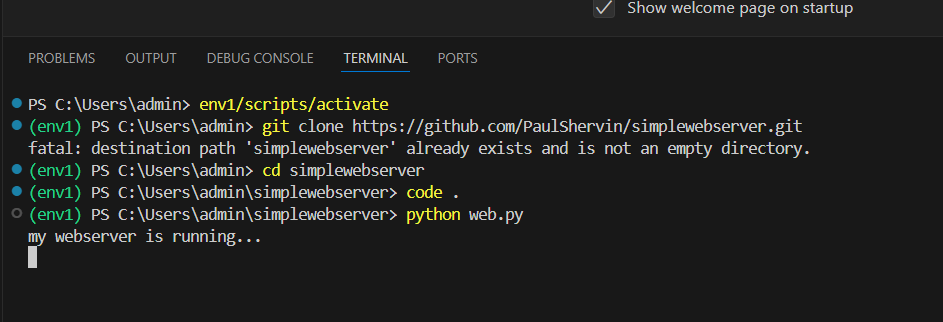 Show welcome page on startup
PROBLEMS OUTPUT DEBUG CONSOLE TERMINAL PORTS
PS C:\Users\admin> env1/scripts/activate
(env1) PS C:\Users\admin> git clone https://github.com/PaulShervin/simplewebserver.git
fatal: destination path 'simplewebserver' already exists and is not an empty directory.
(env1) PS C:\Users\admin> cd simplewebserver
(env1) PS C:\Users\admin\simplewebserver> code .
(env1) PS C:\Users\admin\simplewebserver> python web.py
my webserver is running...